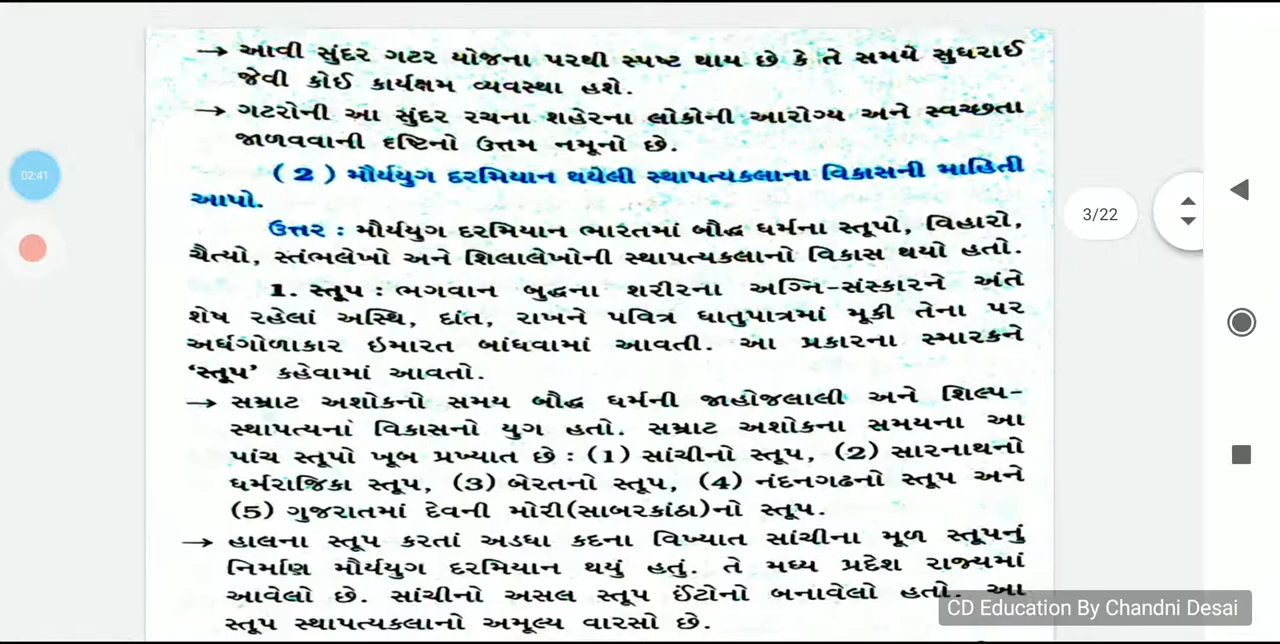 → આવી સુંદર ગટર યોજના પરથી સ્પષ્ટ થાય છે કે તે સમયે સુધરાઈ
જેવી કોઈ કાર્યક્ષમ વ્યવસ્થા હશે.
→ ગટરોની આ સુંદર રચના શહેરના લોકોની આરોગ્ય અને સ્વચ્છતા
જાળવવાની દૃષ્ટિનો ઉત્તમ નમૂનો છે.
(2) મૌર્યયુગ દરમિયાન થયેલી સ્થાપત્યકલાના વિકાસની માહિતી
આપો.
ઉત્તર : મૌર્યયુગ દરમિયાન ભારતમાં બૌદ્ધ ધર્મના સ્તૂપો, વિહારો,
ચૈત્યો, સ્તંભલેખો અને શિલાલેખોની સ્થાપત્યકલાનો વિકાસ થયો હતો.
1. સ્તૂપ : ભગવાન બુદ્ધના શરીરના અગ્નિ-સંસ્કારને અંતે
શેષ રહેલાં અસ્થિ, દાંત, રાખને પવિત્ર ધાતુપાત્રમાં મૂકી તેના પર
અર્ધગોળાકાર ઇમારત બાંધવામાં આવતી. આ પ્રકારના સ્મારકને
‘સ્તૂપ’ કહેવામાં આવતો.
→ સમ્રાટ અશોકનો સમય બૌદ્ધ ધર્મની જાહોજલાલી અને શિલ્પ-
સ્થાપત્યના વિકાસનો યુગ હતો. સમ્રાટ અશોકના સમયના આ
પાંચ સ્તૂપો ખૂબ પ્રખ્યાત છે : (1) સાંચીનો સ્તૂપ, (2) સારનાથનો
ધર્મરાજિકા સ્તૂપ, (3) બેરતનો સ્તૂપ, (4) નંદનગઢનો સ્તૂપ અને
(5) ગુજરાતમાં દેવની મોરી(સાબરકાંઠા)નો સ્તૂપ.
→ હાલના સ્તૂપ કરતાં અડધા કદના વિખ્યાત સાંચીના મૂળ સ્તૂપનું
નિર્માણ મૌર્યયુગ દરમિયાન થયું હતું. તે મધ્ય પ્રદેશ રાજ્યમાં
આવેલો છે. સાંચીનો અસલ સ્તૂપ ઈંટોનો બનાવેલો હતો. આ
સ્તૂપ સ્થાપત્યકલાનો અમૂલ્ય વારસો છે.
02:41
3/22
CD Education By Chandni Desai